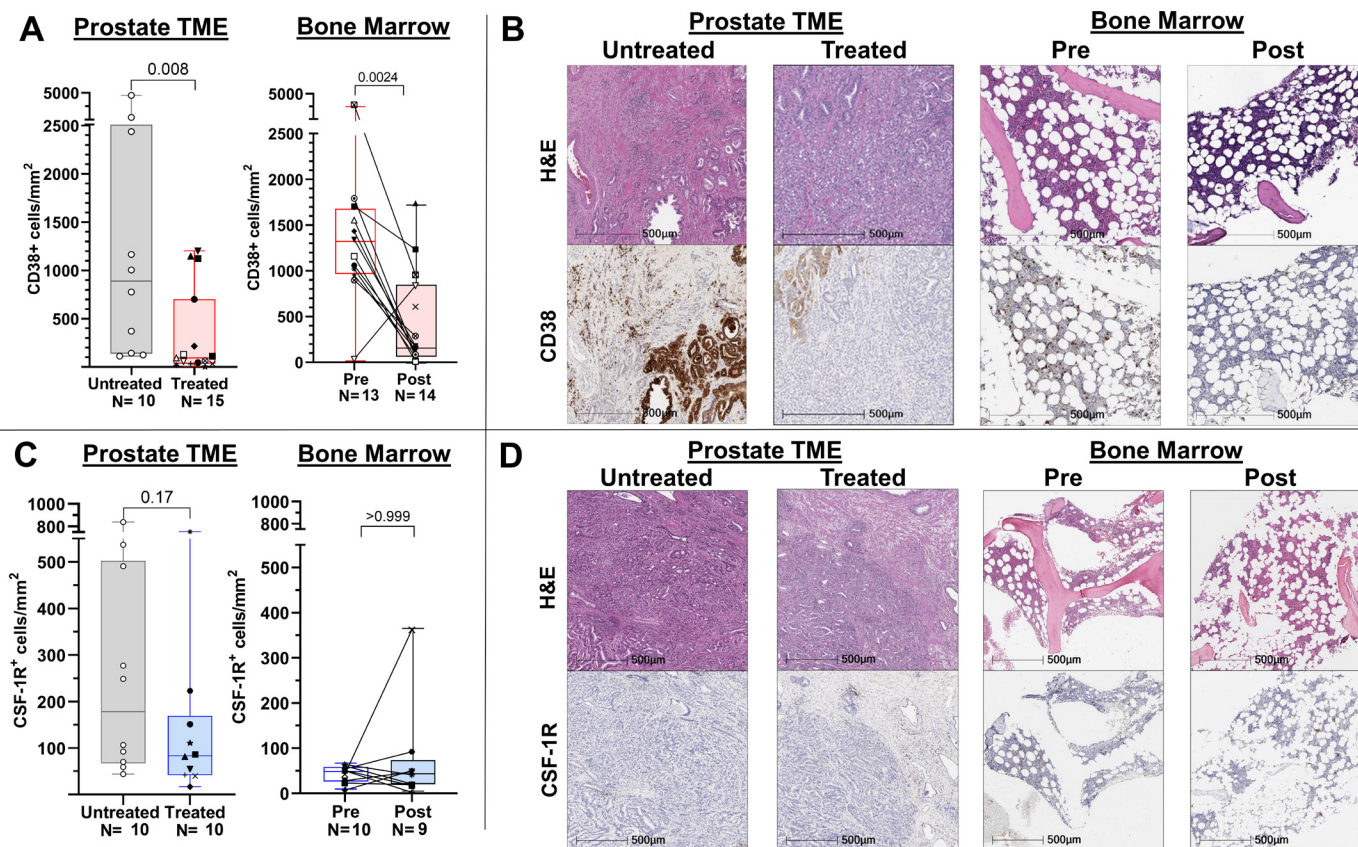 A
Prostate TME
Bone Marrow
0.008
0.0024
CD38+ cells/mm2
5000
2500
2000
1500
1000
500
CD38+ cells/mm2
5000
2500
2000
1500
1000
500
0
Untreated
N= 10
Treated
N= 15
Pre
N= 13
Post
N= 14
B
Prostate TME
Bone Marrow
Untreated
Treated
Pre
Post
H&E
500µm
500µm
500µm
500µm
CD38
500µm
500µm
500µm
500µm
C
Prostate TME
Bone Marrow
0.17
>0.999
CSF-1R+ cells/mm2
1000
800
500
400
300
200
100
CSF-1R+ cells/mm2
1000
800
500
400
300
200
100
0
Untreated
N= 10
Treated
N= 10
Pre
N=10
Post
N= 9
D
Prostate TME
Bone Marrow
Untreated
Treated
Pre
Post
H&E
500µm
500µm
500µm
500µm
CSF-1R
500µm
500µm
500µm
500µm